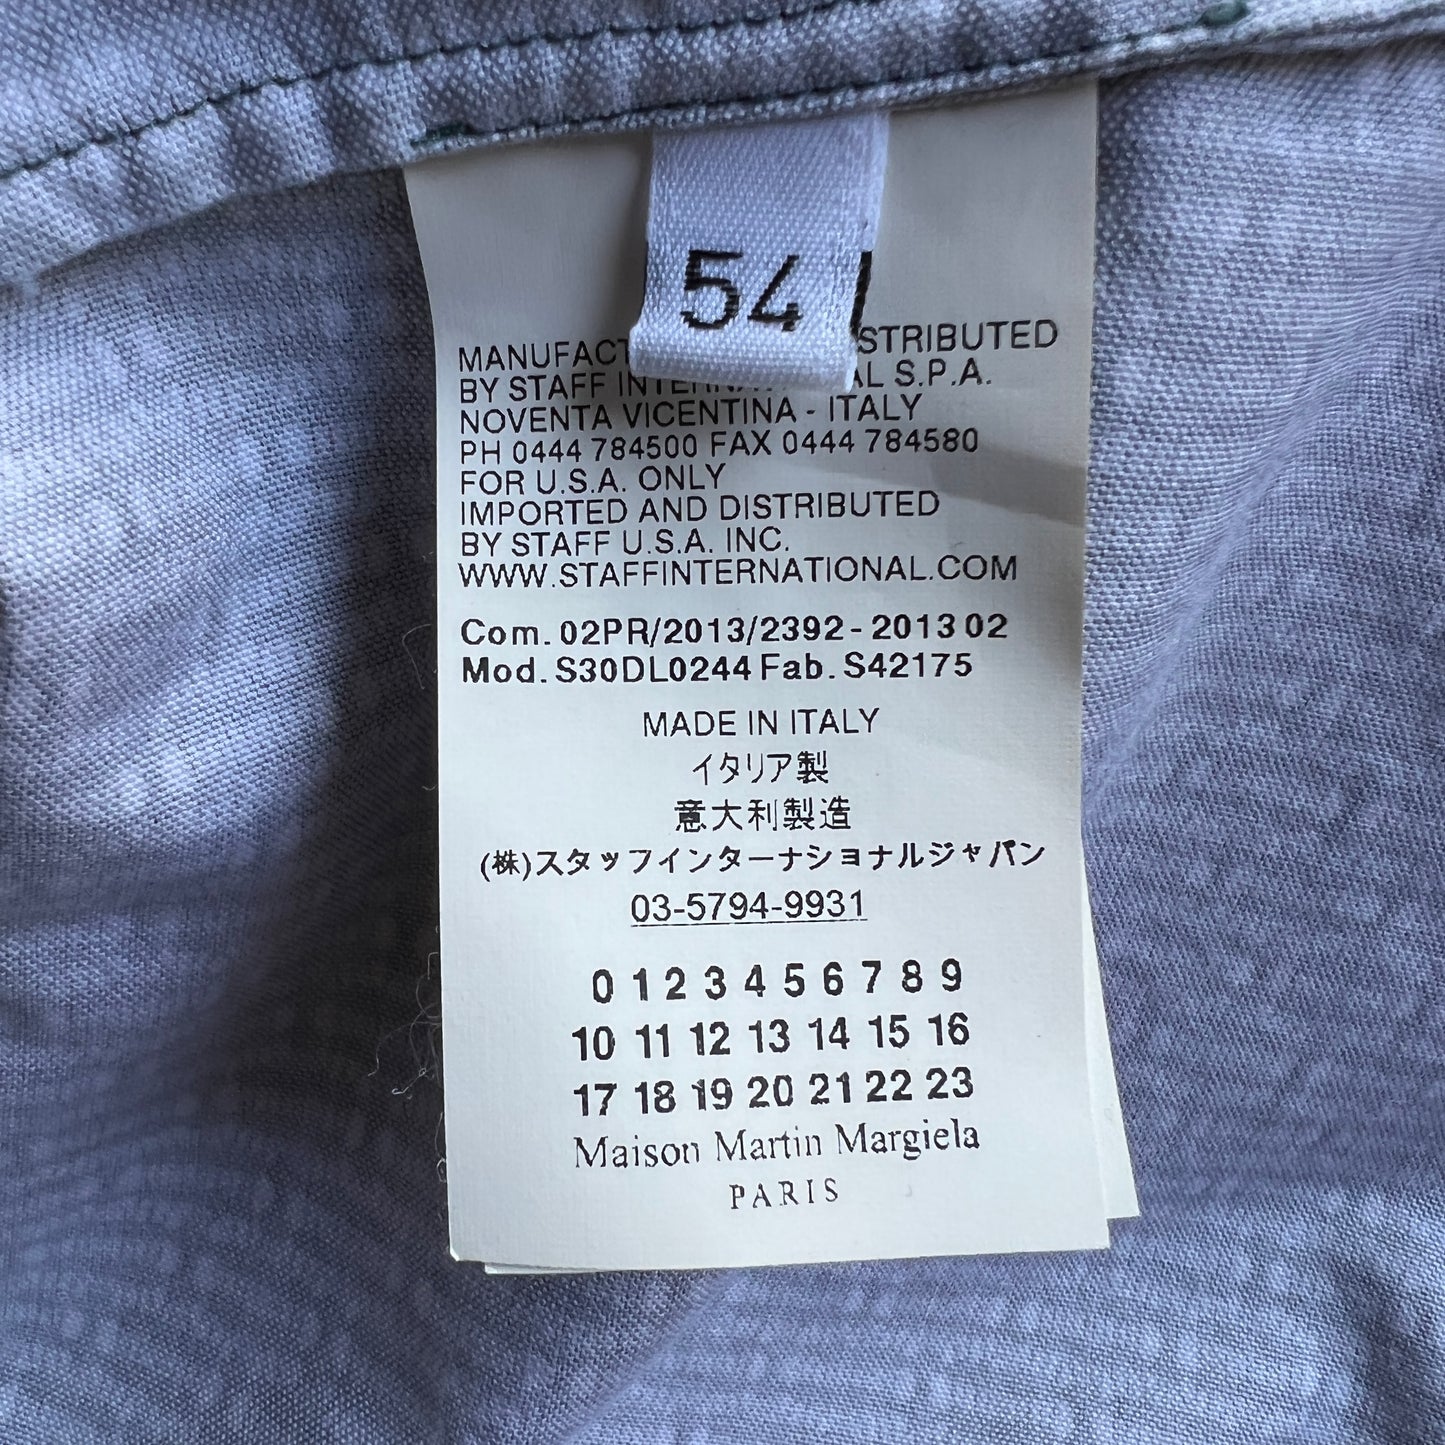 54
MANUFACT STRIBUTED
BY STAFF INTERNATIONAL S.P.A.
NOVENTA VICENTINA - ITALY
PH 0444 784500 FAX 0444 784580
FOR U.S.A. ONLY
IMPORTED AND DISTRIBUTED
BY STAFF U.S.A. INC.
WWW.STAFFINTERNATIONAL.COM
Com. 02PR/2013/2392 - 2013 02
Mod. S30DL0244 Fab. S42175
MADE IN ITALY
イタリア製
意大利製造
(株)スタッフインターナショナルジャパン
03-5794-9931
0 1 2 3 4 5 6 7 8 9
10 11 12 13 14 15 16
17 18 19 20 21 22 23
Maison Martin Margiela
PARIS